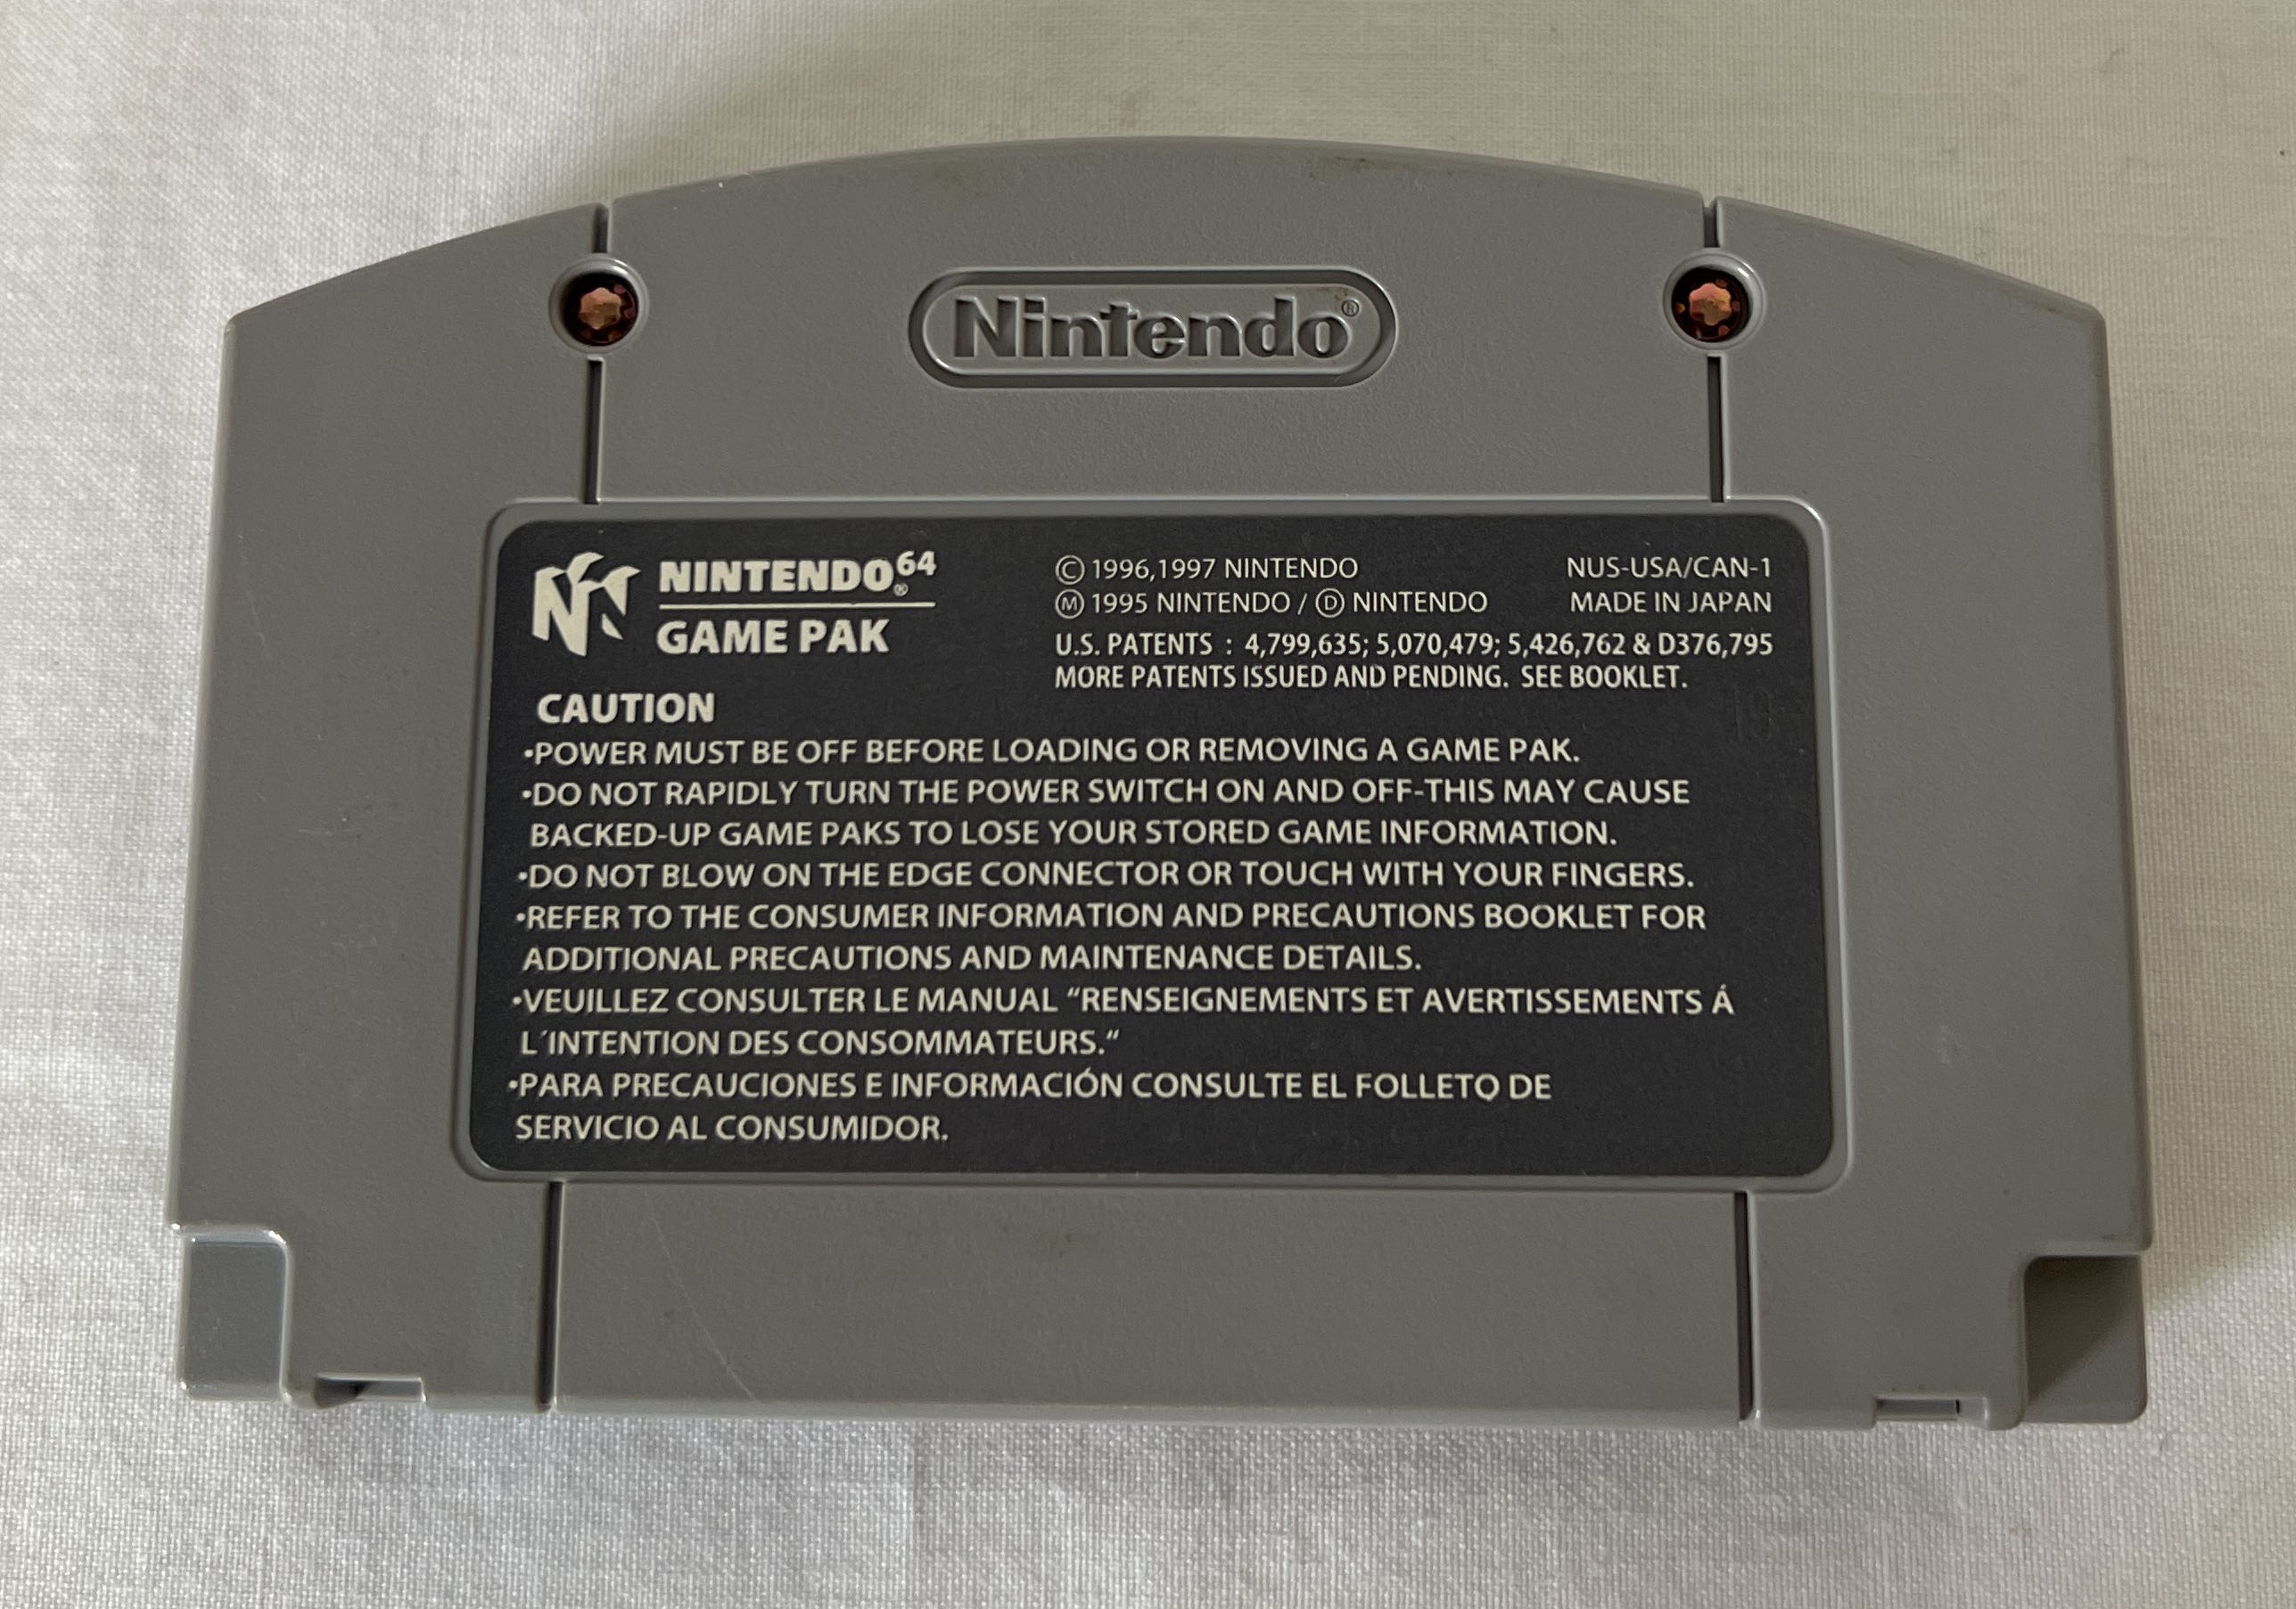 Nintendo®
NINTENDO64®
GAME PAK
© 1996,1997 NINTENDO
Ⓜ 1995 NINTENDO / Ⓓ NINTENDO
NUS-USA/CAN-1
MADE IN JAPAN
U.S. PATENTS : 4,799,635; 5,070,479; 5,426,762 & D376,795
MORE PATENTS ISSUED AND PENDING. SEE BOOKLET.
19
CAUTION
•POWER MUST BE OFF BEFORE LOADING OR REMOVING A GAME PAK.
•DO NOT RAPIDLY TURN THE POWER SWITCH ON AND OFF-THIS MAY CAUSE
BACKED-UP GAME PAKS TO LOSE YOUR STORED GAME INFORMATION.
•DO NOT BLOW ON THE EDGE CONNECTOR OR TOUCH WITH YOUR FINGERS.
•REFER TO THE CONSUMER INFORMATION AND PRECAUTIONS BOOKLET FOR
ADDITIONAL PRECAUTIONS AND MAINTENANCE DETAILS.
•VEUILLEZ CONSULTER LE MANUAL “RENSEIGNEMENTS ET AVERTISSEMENTS Á
L´INTENTION DES CONSOMMATEURS.“
•PARA PRECAUCIONES E INFORMACIÓN CONSULTE EL FOLLETO DE
SERVICIO AL CONSUMIDOR.